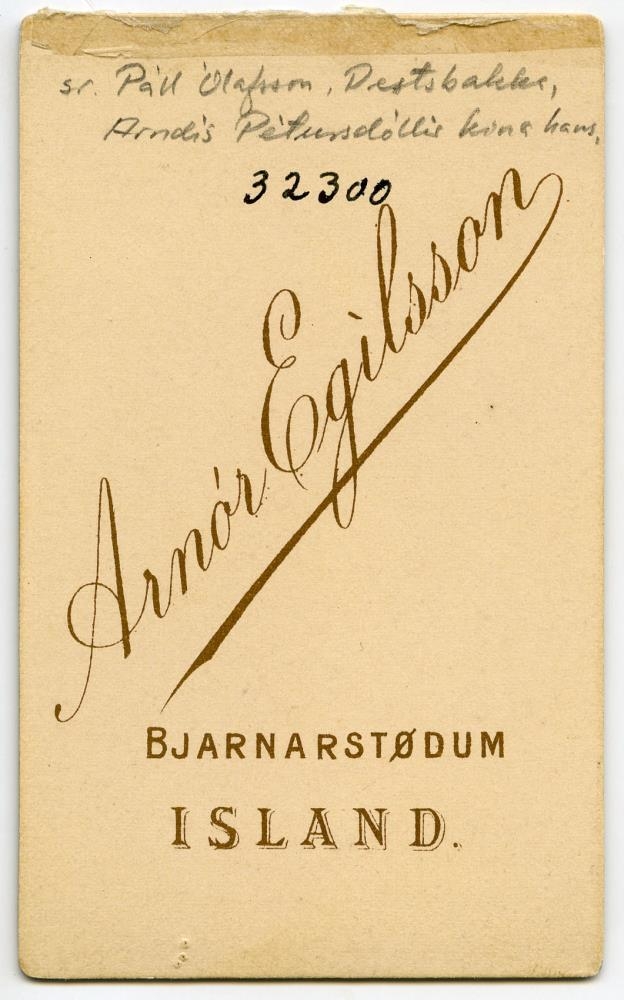 sr. Páll Ólafsson, Prestsbakka,
Arndís Pétursdóttir kona hans,
32300
Arnór Egilsson
BJARNARSTØDUM
ISLAND.